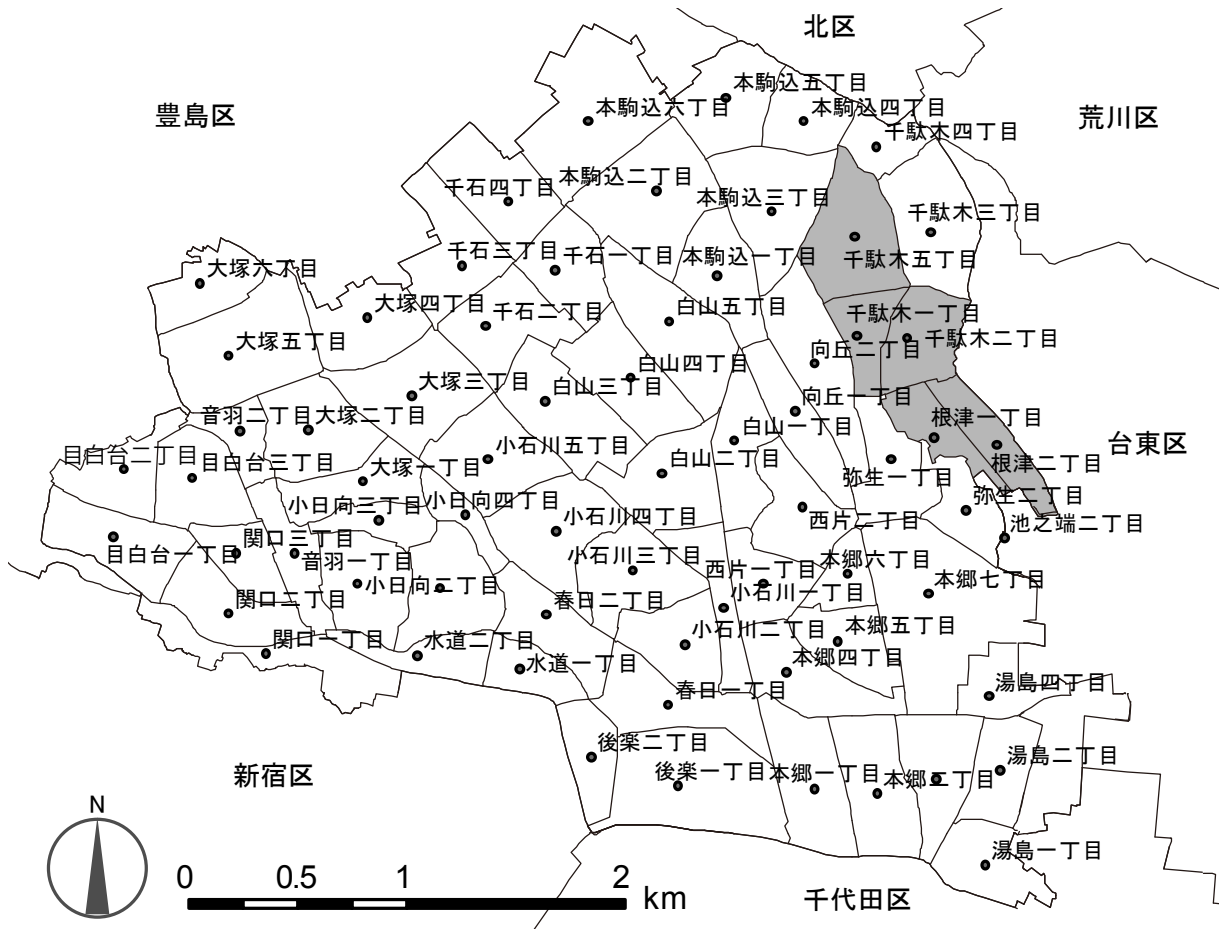 北区
豊島区
荒川区
本駒込五丁目
本駒込六丁目
本駒込四丁目
千駄木四丁目
千石四丁目
本駒込二丁目
本駒込三丁目
千駄木三丁目
千石三丁目
千石一丁目
本駒込一丁目
千駄木五丁目
大塚六丁目
大塚四丁目
千石二丁目
白山五丁目
千駄木一丁目
千駄木二丁目
大塚五丁目
向丘二丁目
白山四丁目
大塚三丁目
白山三丁目
向丘一丁目
音羽二丁目
大塚二丁目
白山一丁目
根津一丁目
台東区
小石川五丁目
目白台二丁目
目白台三丁目
大塚一丁目
白山二丁目
弥生一丁目
根津二丁目
弥生二丁目
小日向三丁目
小日向四丁目
小石川四丁目
西片二丁目
池之端二丁目
目白台一丁目
関口三丁目
音羽一丁目
小石川三丁目
西片一丁目
本郷六丁目
本郷七丁目
小日向二丁目
関口二丁目
春日二丁目
小石川一丁目
小石川二丁目
本郷五丁目
関口一丁目
水道二丁目
水道一丁目
本郷四丁目
春日一丁目
湯島四丁目
後楽二丁目
新宿区
後楽一丁目
本郷一丁目
本郷二丁目
湯島二丁目
湯島一丁目
千代田区
N
0 0.5 1 2 km